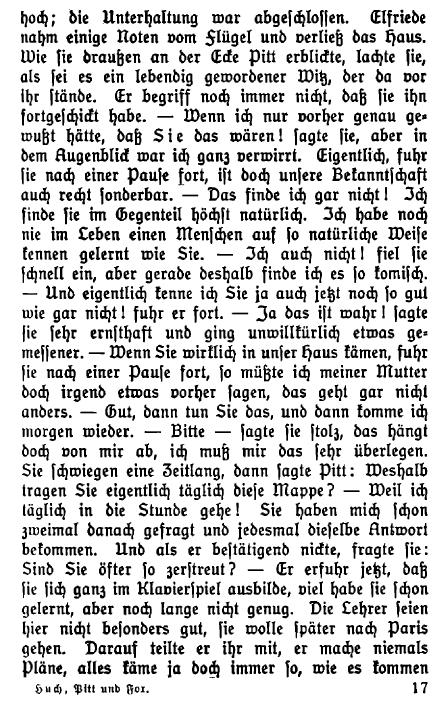 hoch; die Unterhaltung war abgeſchloſſen. Elfriede
nahm einige Noten vom Flügel und verließ das Haus.
Wie ſie draußen an der Ecke Pitt erblickte, lachte ſie,
als ſei es ein lebendig gewordener Witz, der da vor
ihr ſtände. Er begriff noch immer nicht, daß ſie ihn
fortgeſchickt habe. — Wenn ich nur vorher genau ge-
wußt hätte, daß Sie das wären! ſagte ſie, aber in
dem Augenblick war ich ganz verwirrt. Eigentlich, fuhr
ſie nach einer Pauſe fort, iſt doch unſere Bekanntſchaft
auch recht ſonderbar. — Das finde ich gar nicht! Ich
finde ſie im Gegenteil höchſt natürlich. Ich habe noch
nie im Leben einen Menſchen auf ſo natürliche Weiſe
kennen gelernt wie Sie. — Ich auch nicht! fiel ſie
ſchnell ein, aber gerade deshalb finde ich es ſo komiſch.
— Und eigentlich kenne ich Sie ja auch jetzt noch ſo gut
wie gar nicht! fuhr er fort. — Ja das iſt wahr! ſagte
ſie ſehr ernſthaft und ging unwillkürlich etwas ge-
meſſener. — Wenn Sie wirklich in unſer Haus kämen, fuhr
ſie nach einer Pauſe fort, ſo müßte ich meiner Mutter
doch irgend etwas vorher ſagen, das geht gar nicht
anders. — Gut, dann tun Sie das, und dann komme ich
morgen wieder. — Bitte — ſagte ſie ſtolz, das hängt
doch von mir ab, ich muß mir das ſehr überlegen.
Sie ſchwiegen eine Zeitlang, dann ſagte Pitt: Weshalb
tragen Sie eigentlich täglich dieſe Mappe? — Weil ich
täglich in die Stunde gehe! Sie haben mich ſchon
zweimal danach gefragt und jedesmal dieſelbe Antwort
bekommen. Und als er beſtätigend nickte, fragte ſie:
Sind Sie öfter ſo zerſtreut? — Er erfuhr jetzt, daß
ſie ſich ganz im Klavierſpiel ausbilde, viel habe ſie ſchon
gelernt, aber noch lange nicht genug. Die Lehrer ſeien
hier nicht beſonders gut, ſie wolle ſpäter nach Paris
gehen. Darauf teilte er ihr mit, er mache niemals
Pläne, alles käme ja doch immer ſo, wie es kommen
Huch, Pitt und Fox. 17